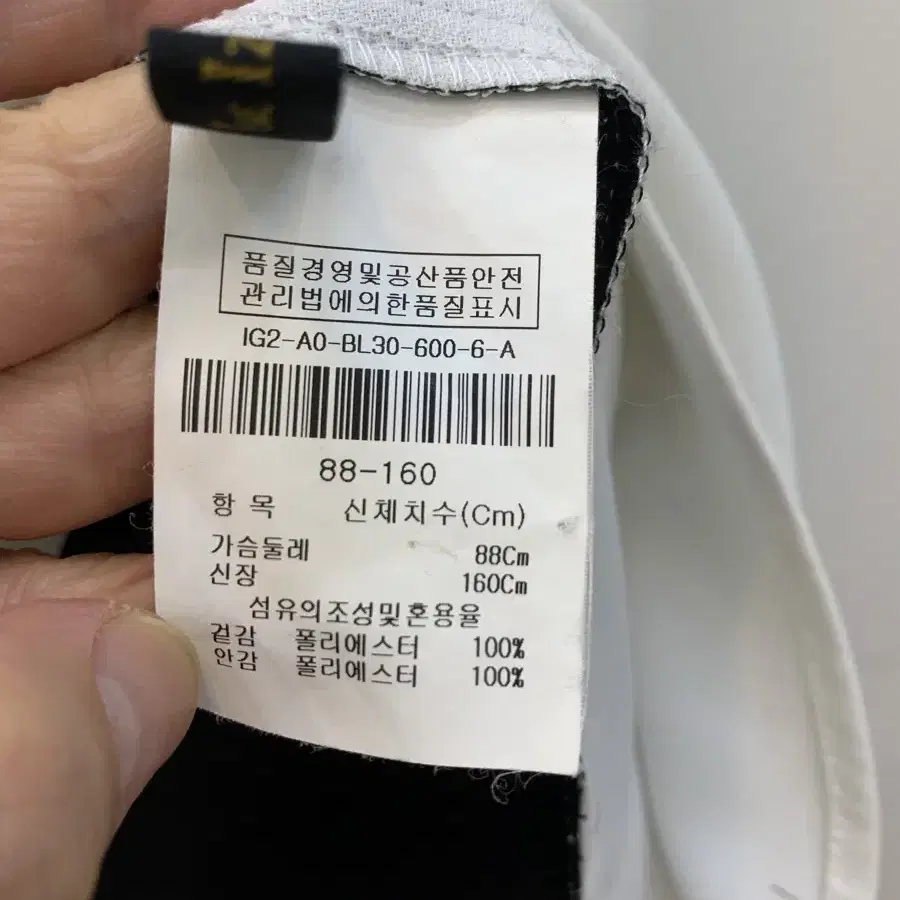 품질경영및공산품안전
관리법에의한품질표시
IG2-A0-BL30-600-6-A
88-160
항 목 신체치수(Cm)
가슴둘레 88Cm
신장 160Cm
섬유의조성및혼용율
겉감 폴리에스터 100%
안감 폴리에스터 100%